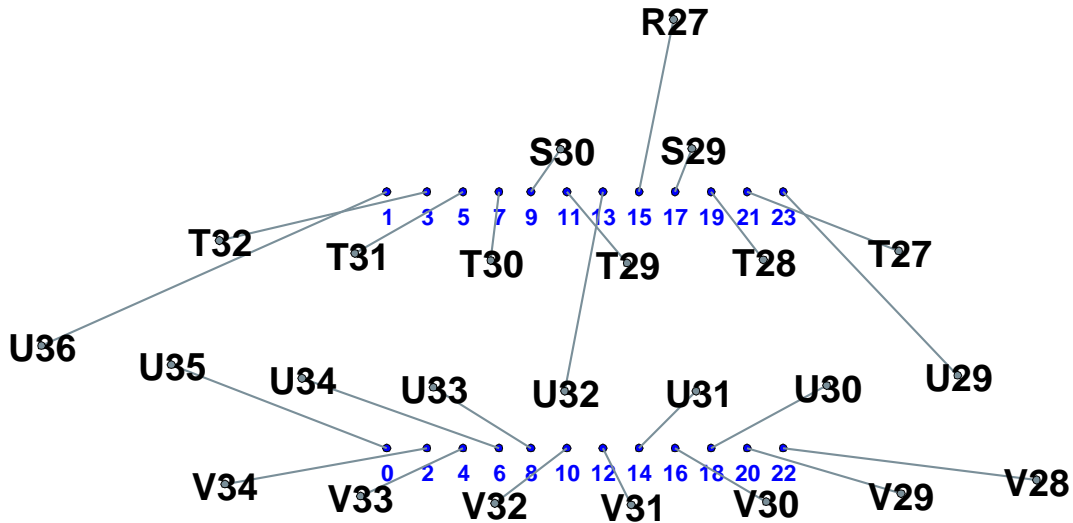 R27
S30 S29
1 3 5 7 9 11 13 15 17 19 21 23
T32 T31 T30 T29 T28 T27
U36 U35 U34 U33 U32 U31 U30 U29
0 2 4 6 8 10 12 14 16 18 20 22
V34 V33 V32 V31 V30 V29 V28